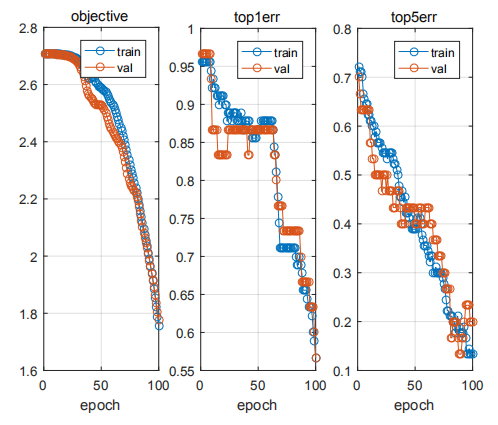 objective
top1err
top5err
2.8
2.6
2.4
2.2
2
1.8
1.6
0
50
100
epoch
train
val
1
0.95
0.9
0.85
0.8
0.75
0.7
0.65
0.6
0.55
0
50
100
epoch
train
val
0.8
0.7
0.6
0.5
0.4
0.3
0.2
0.1
0
50
100
epoch
train
val